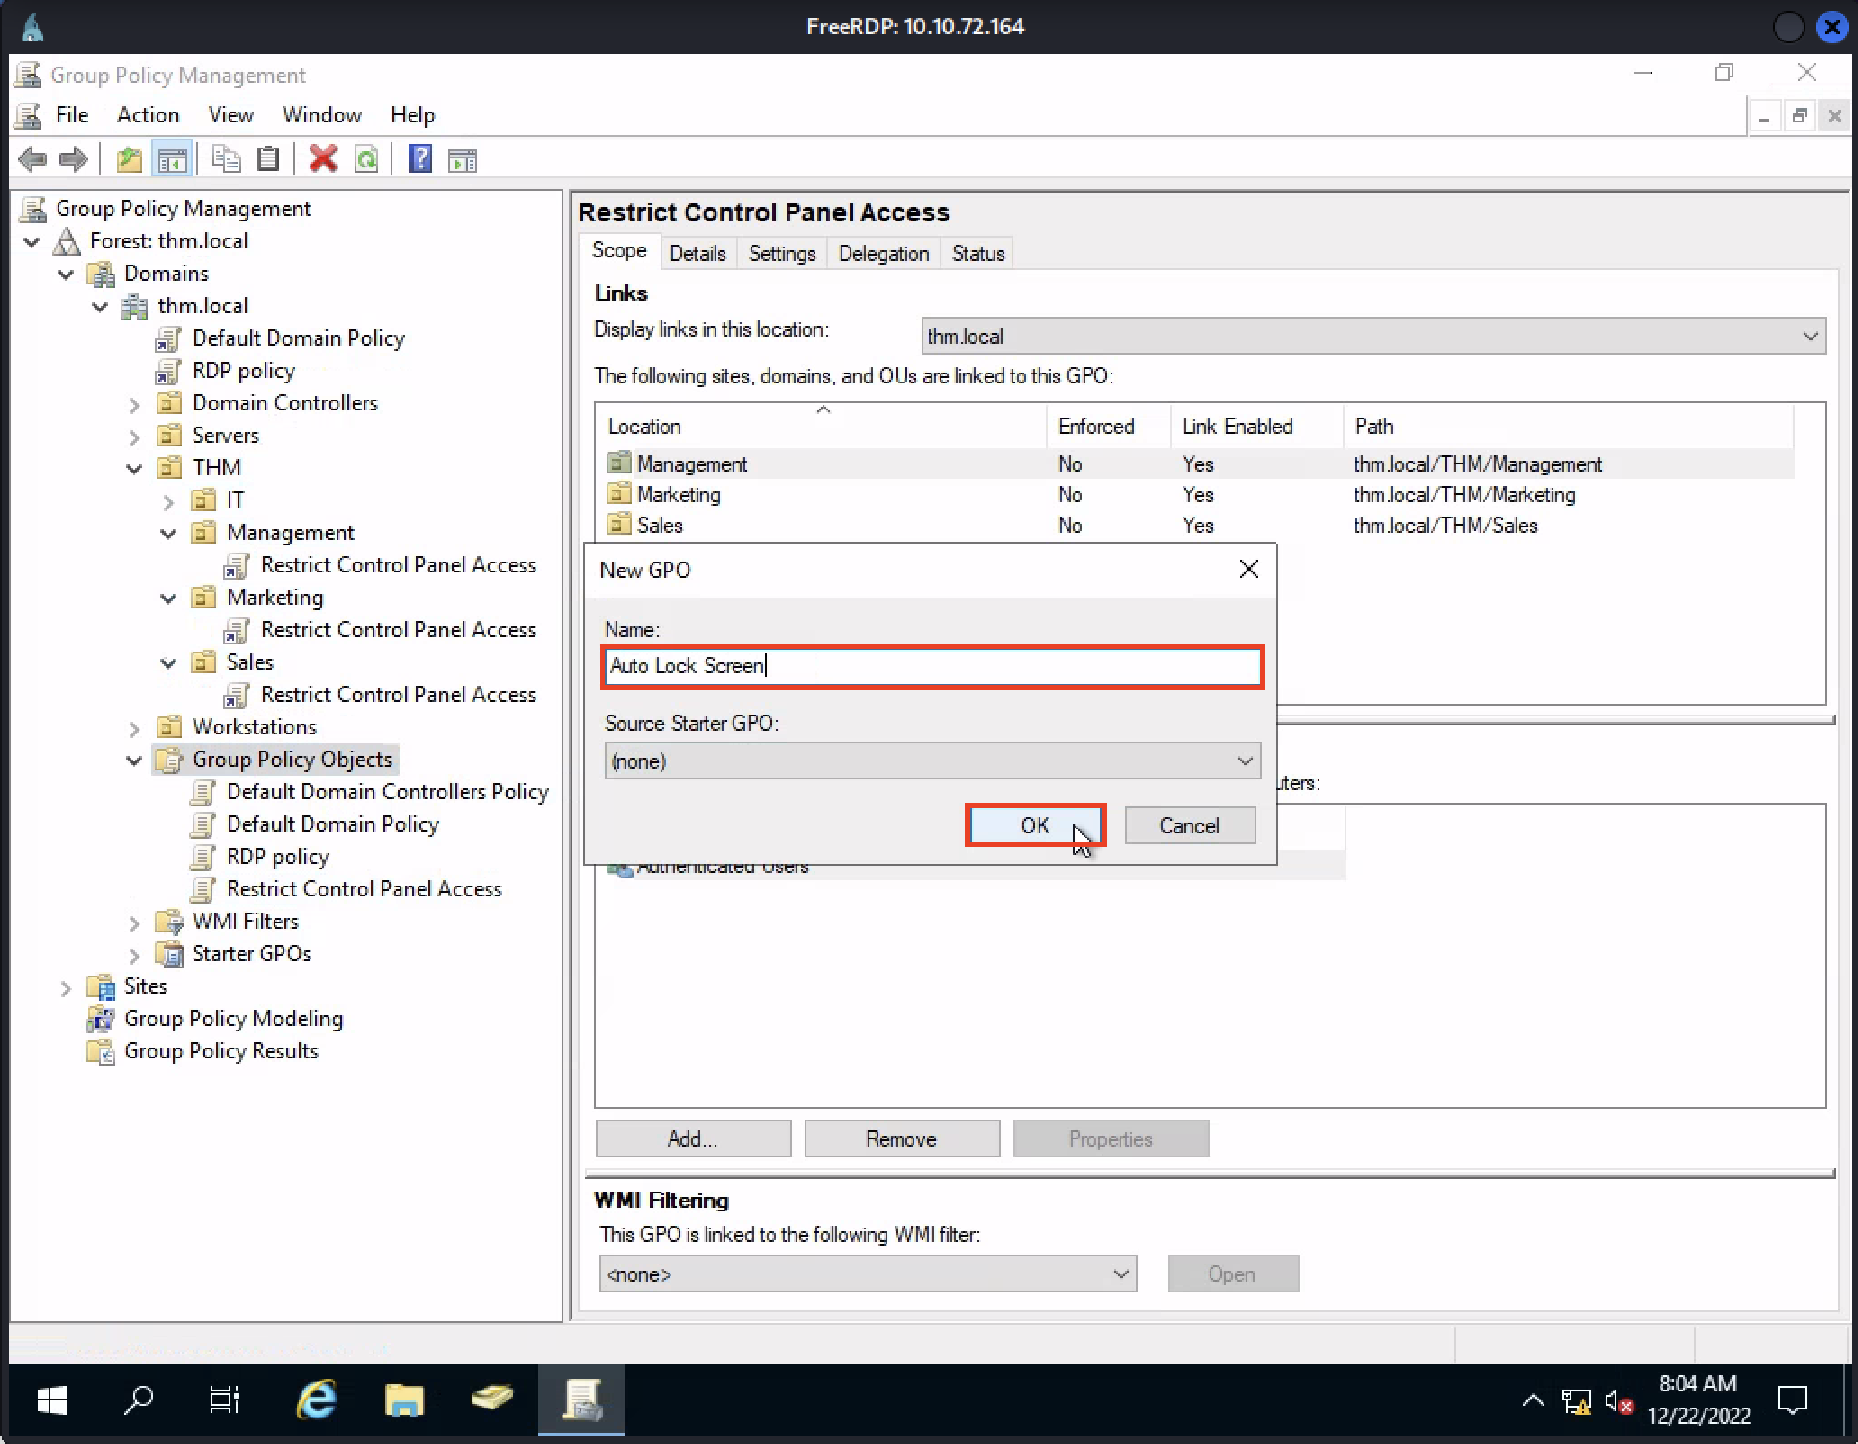 FreeRDP: 10.10.72.164
Group Policy Management
File Action View Window Help
Group Policy Management
Forest: thm.local
Domains
thm.local
Default Domain Policy
RDP policy
Domain Controllers
Servers
THM
IT
Management
Restrict Control Panel Access
Marketing
Restrict Control Panel Access
Sales
Restrict Control Panel Access
Workstations
Group Policy Objects
Default Domain Controllers Policy
Default Domain Policy
RDP policy
Restrict Control Panel Access
WMI Filters
Starter GPOs
Sites
Group Policy Modeling
Group Policy Results
Restrict Control Panel Access
Scope Details Settings Delegation Status
Links
Display links in this location: thm.local
The following sites, domains, and OUs are linked to this GPO:
Location Enforced Link Enabled Path
Management No Yes thm.local/THM/Management
Marketing No Yes thm.local/THM/Marketing
Sales No Yes thm.local/THM/Sales
New GPO
Name:
Auto Lock Screen
Source Starter GPO:
(none)
OK Cancel
Authenticated Users
Add... Remove Properties
WMI Filtering
This GPO is linked to the following WMI filter:
<none> Open
8:04 AM
12/22/2022